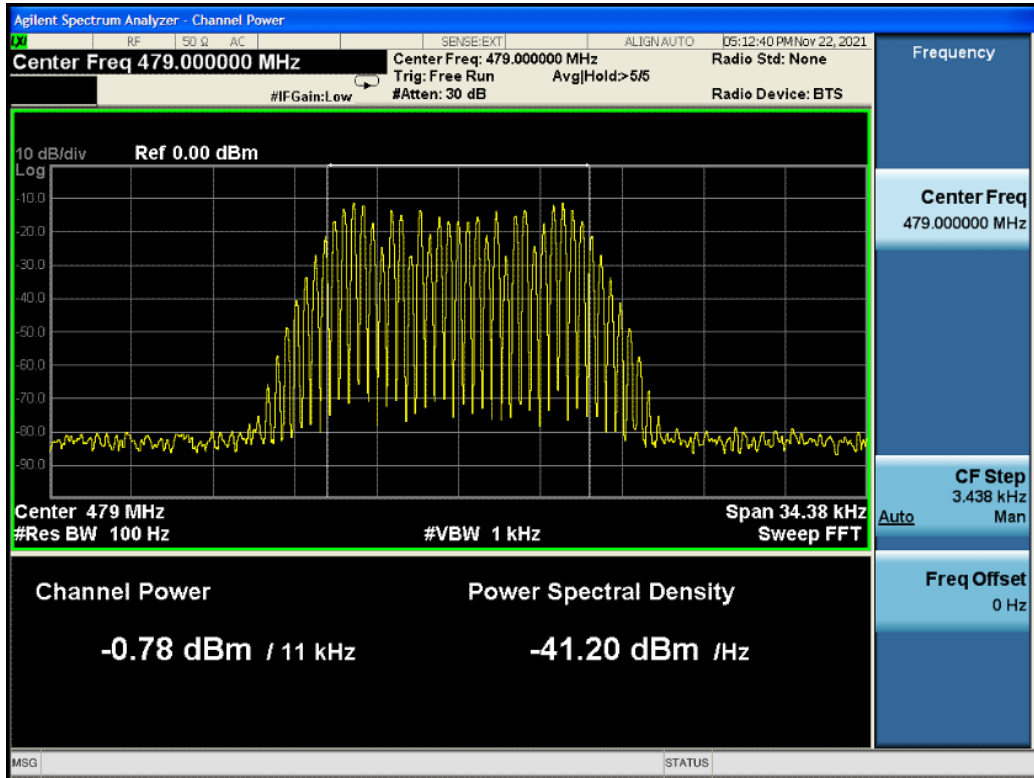 Agilent Spectrum Analyzer - Channel Power
LXI RF 50 Ω AC SENSE:EXT ALIGN AUTO 05:12:40 PM Nov 22, 2021
Center Freq 479.000000 MHz
Center Freq: 479.000000 MHz
Radio Std: None
Trig: Free Run Avg|Hold:>5/5
#IFGain:Low
#Atten: 30 dB
Radio Device: BTS
Frequency
10 dB/div Ref 0.00 dBm
Log
-10.0
-20.0
-30.0
-40.0
-50.0
-60.0
-70.0
-80.0
-90.0
Center 479 MHz
Span 34.38 kHz
#Res BW 100 Hz
#VBW 1 kHz
Sweep FFT
Center Freq
479.000000 MHz
CF Step
3.438 kHz
Auto Man
Freq Offset
0 Hz
Channel Power
Power Spectral Density
-0.78 dBm / 11 kHz
-41.20 dBm /Hz
MSG
STATUS